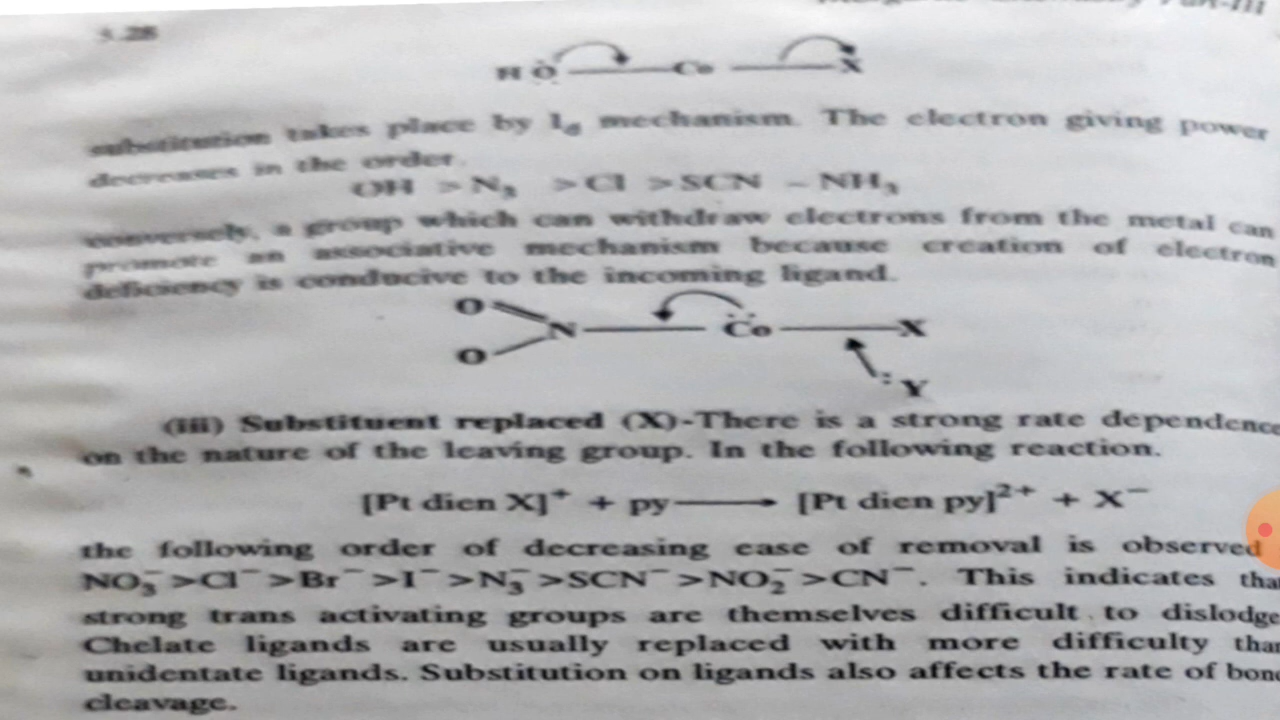 HÖ — Co — X
substitution takes place by I_d mechanism. The electron giving power
decreases in the order.
OH > N₃ > Cl > SCN ~ NH₃
conversely, a group which can withdraw electrons from the metal can
promote an associative mechanism because creation of electron
deficiency is conducive to the incoming ligand.
O
N — Co — X
O
:Y
(iii) Substituent replaced (X)-There is a strong rate dependence
on the nature of the leaving group. In the following reaction.
[Pt dien X]⁺ + py → [Pt dien py]²⁺ + X⁻
the following order of decreasing ease of removal is observed
NO₃⁻>Cl⁻>Br⁻>I⁻>N₃⁻>SCN⁻>NO₂⁻>CN⁻. This indicates tha
strong trans activating groups are themselves difficult to dislodge
Chelate ligands are usually replaced with more difficulty than
unidentate ligands. Substitution on ligands also affects the rate of bond
cleavage.